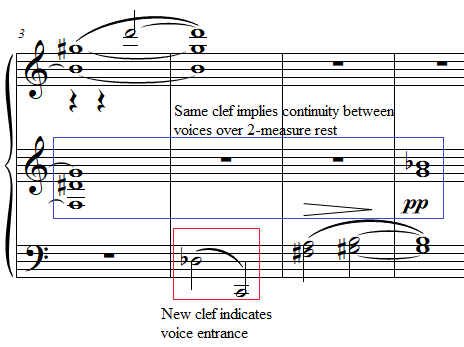 3
Same clef implies continuity between
voices over 2-measure rest
pp
New clef indicates
voice entrance